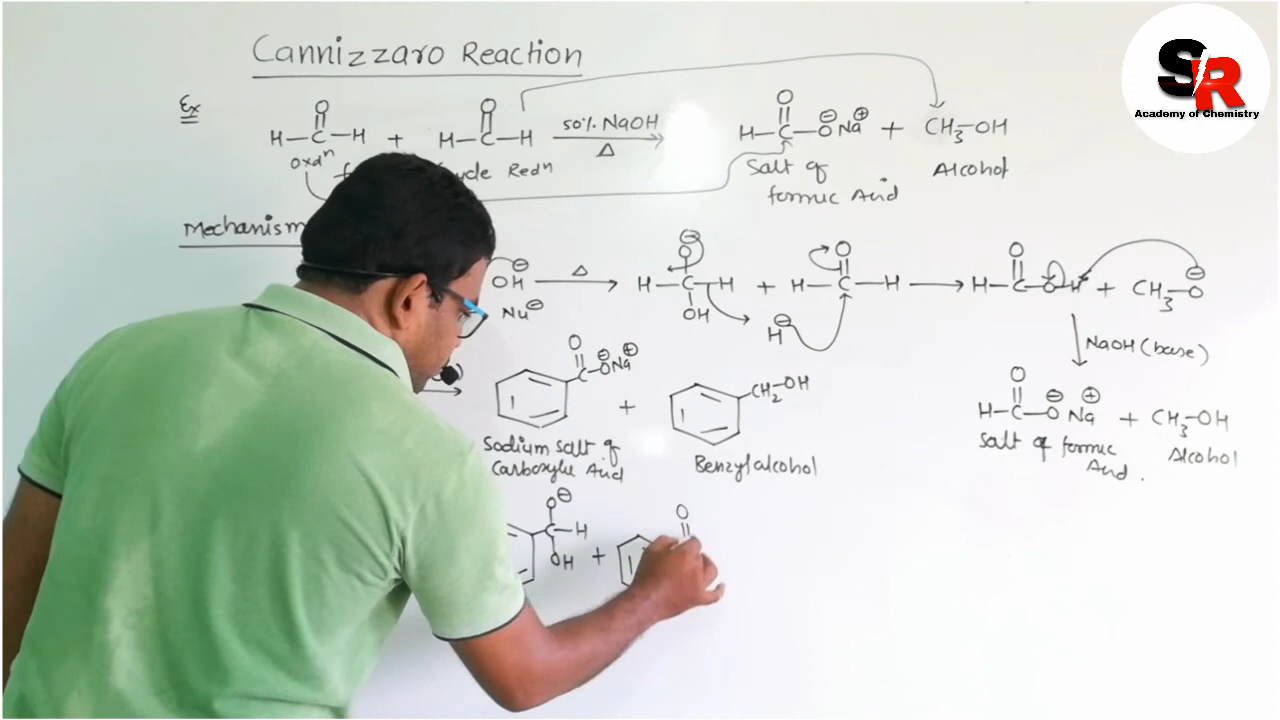 Cannizzaro Reaction
SR
Academy of Chemistry
Ex
O O 50% NaOH O
H-C-H + H-C-H Δ H-C-O⊖ Na⊕ + CH3-OH
Oxdⁿ Redⁿ Salt of Alcohol
formic Acid
Mechanism
OH⊖ Δ H-C-H + H-C-H H-C-O-H + CH3-O⊖
Nu⊖ O⊖ OH H⊖ O O
NaOH (base)
O
C-O⊖ Na⊕ + CH2-OH
H-C-O⊖ Na⊕ + CH3-OH
O
Sodium Salt of
Carboxylic Acid
Benzylalcohol
Salt of formic
Acid.
Alcohol
O⊖
C-H
OH +
O